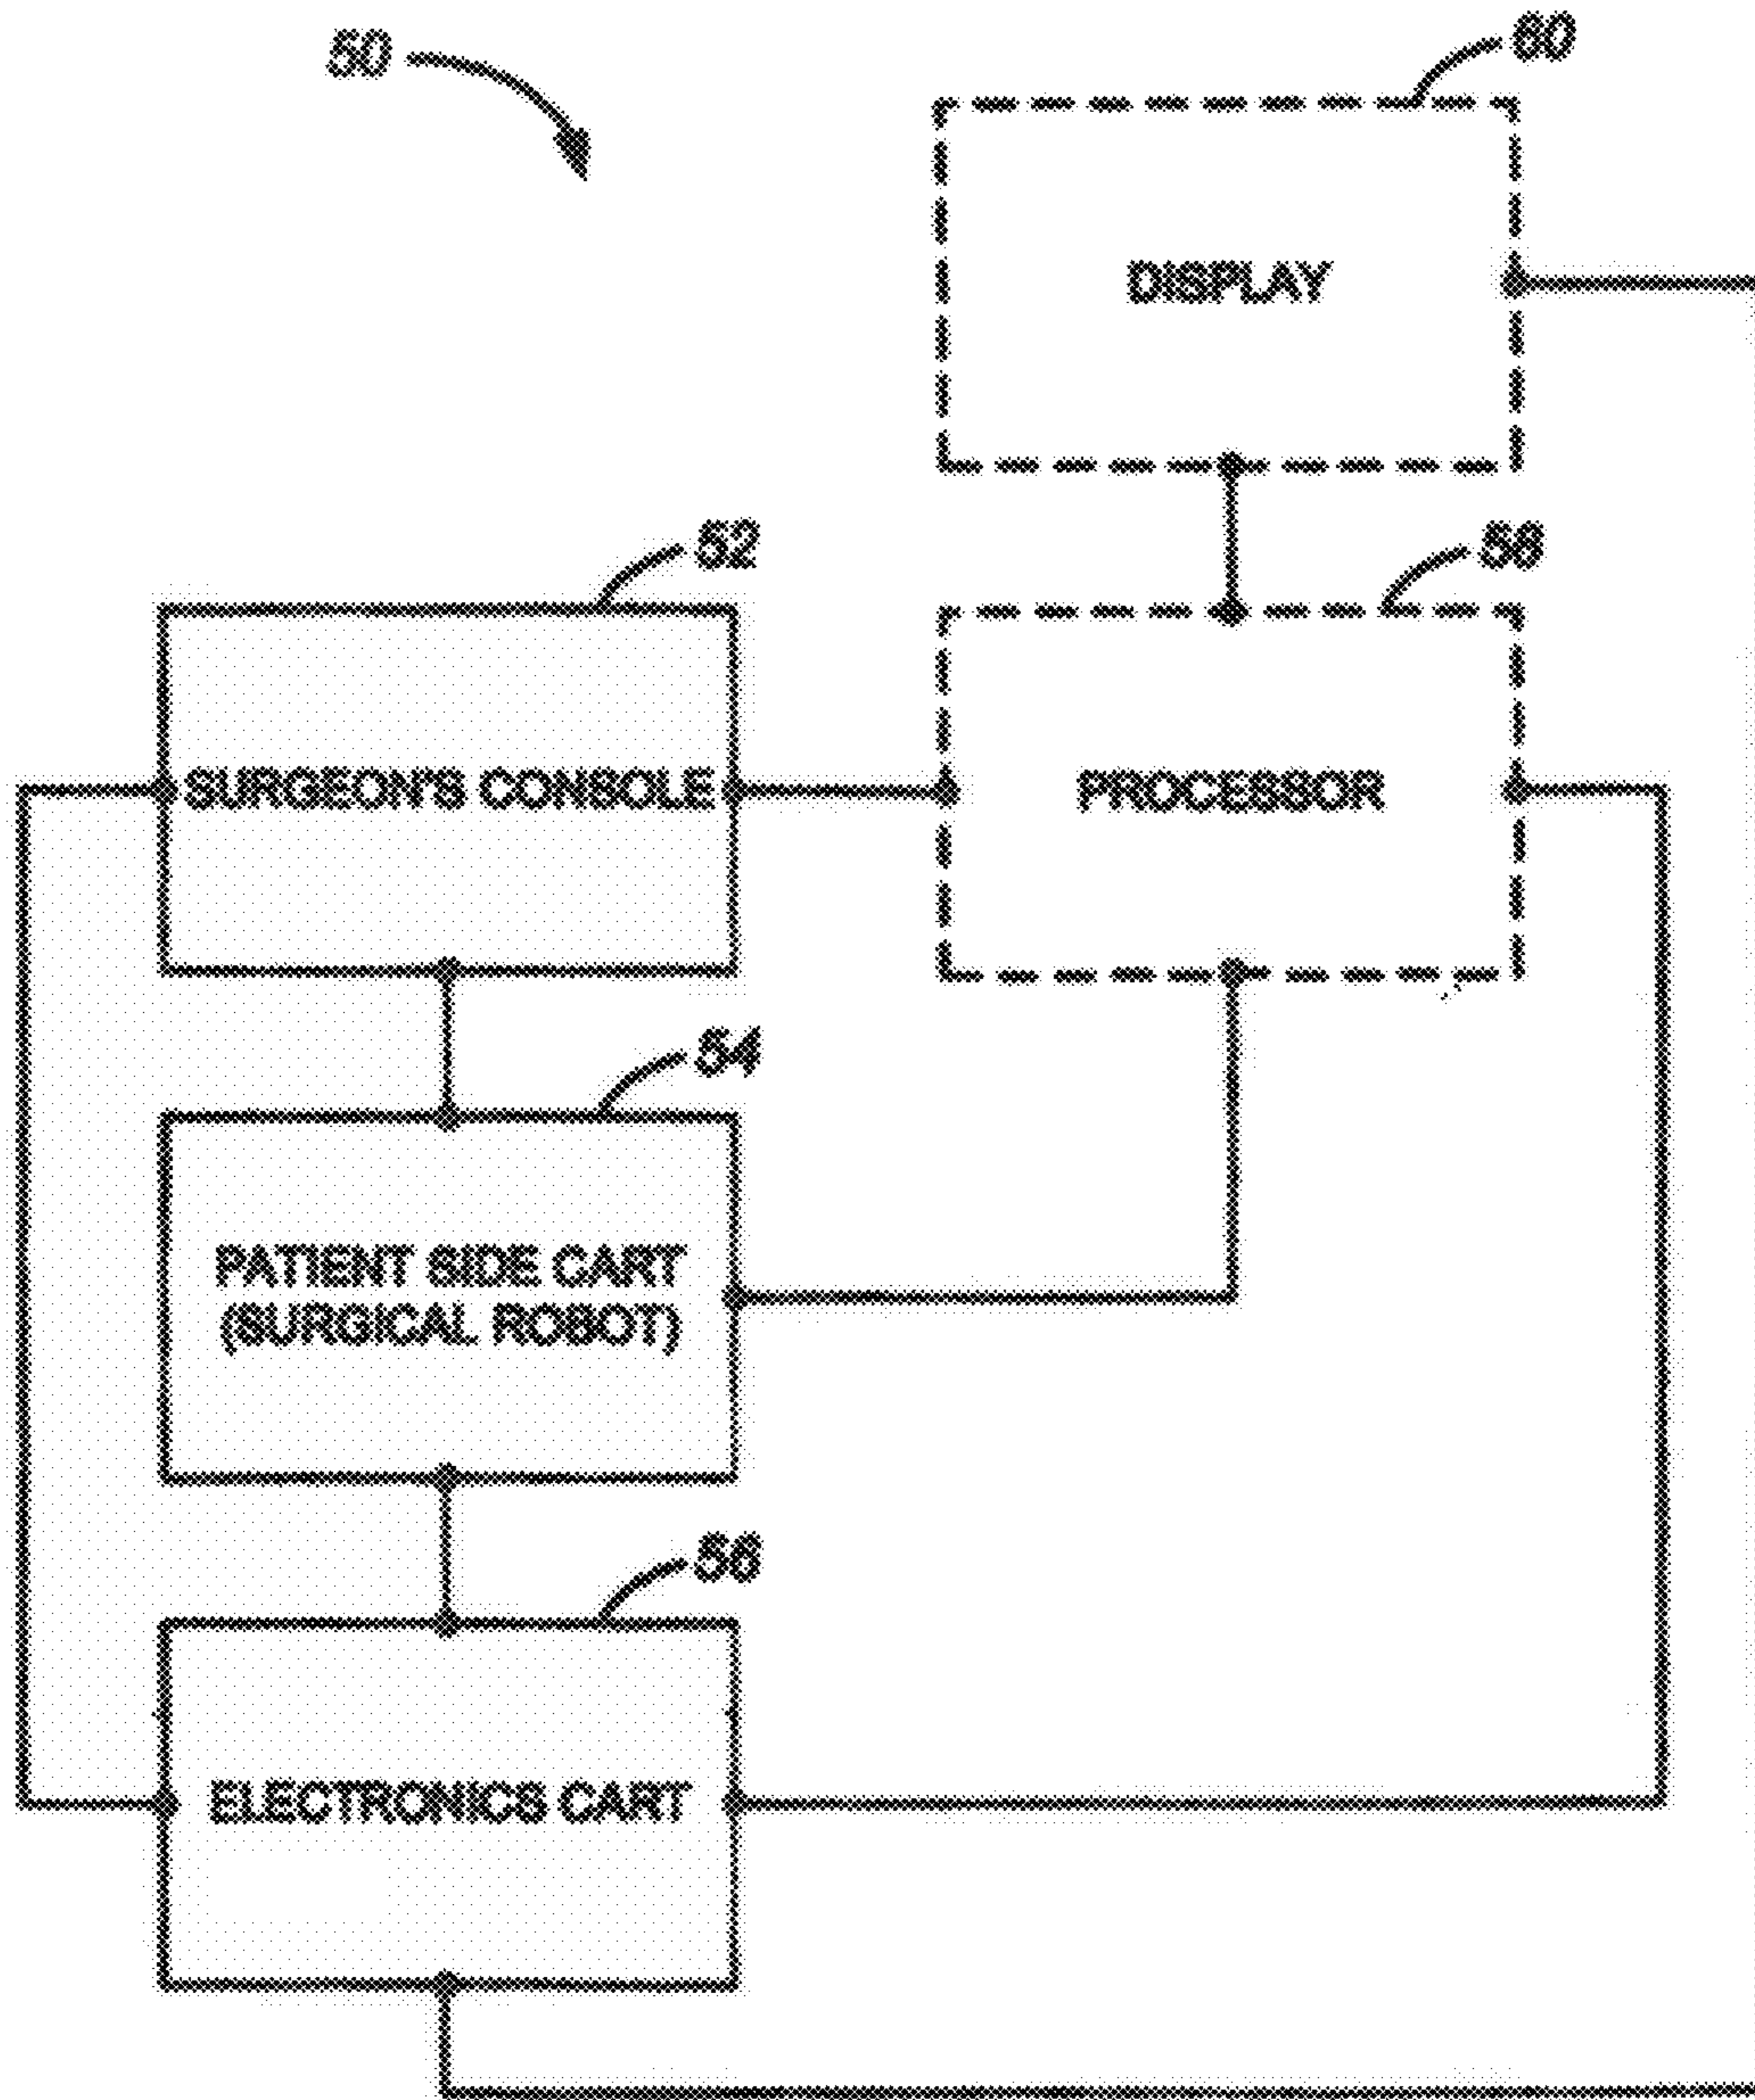 50
60
DISPLAY
52
58
SURGEON'S CONSOLE
PROCESSOR
54
PATIENT SIDE CART
(SURGICAL ROBOT)
56
ELECTRONICS CART